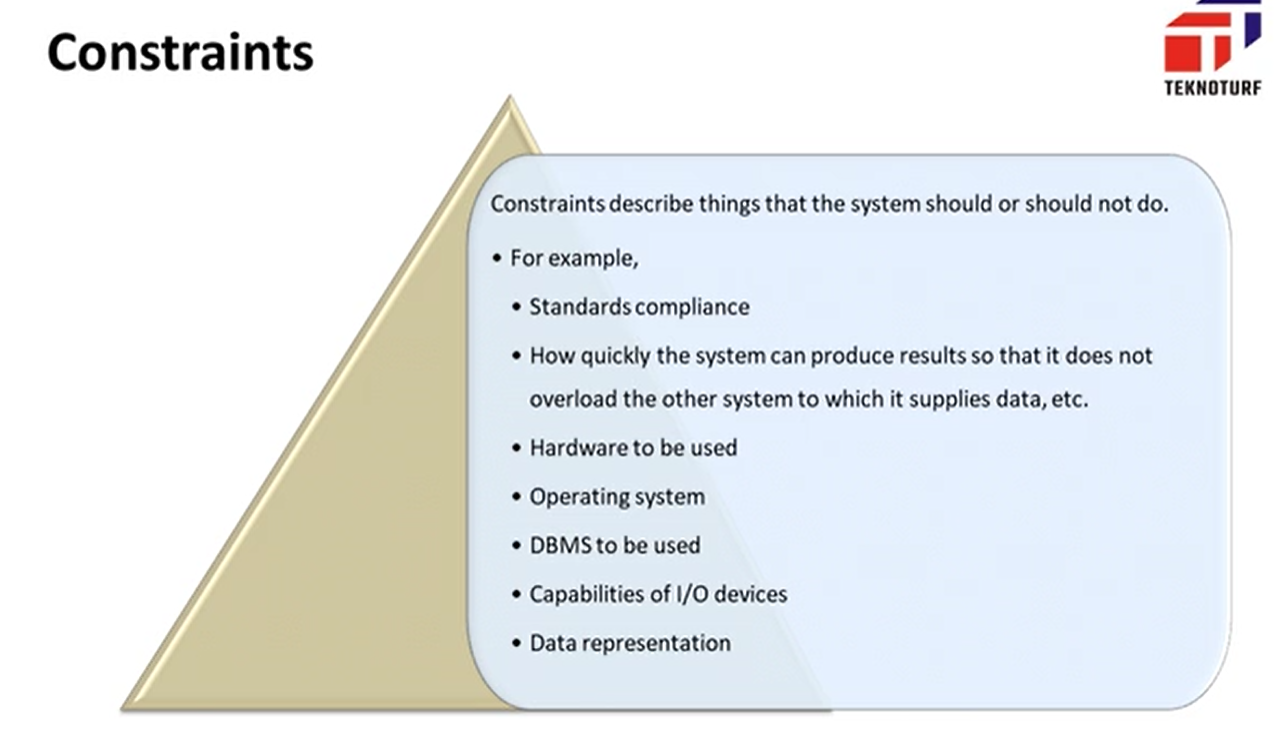 Constraints
TEKNOTURF
Constraints describe things that the system should or should not do.
• For example,
• Standards compliance
• How quickly the system can produce results so that it does not
overload the other system to which it supplies data, etc.
• Hardware to be used
• Operating system
• DBMS to be used
• Capabilities of I/O devices
• Data representation